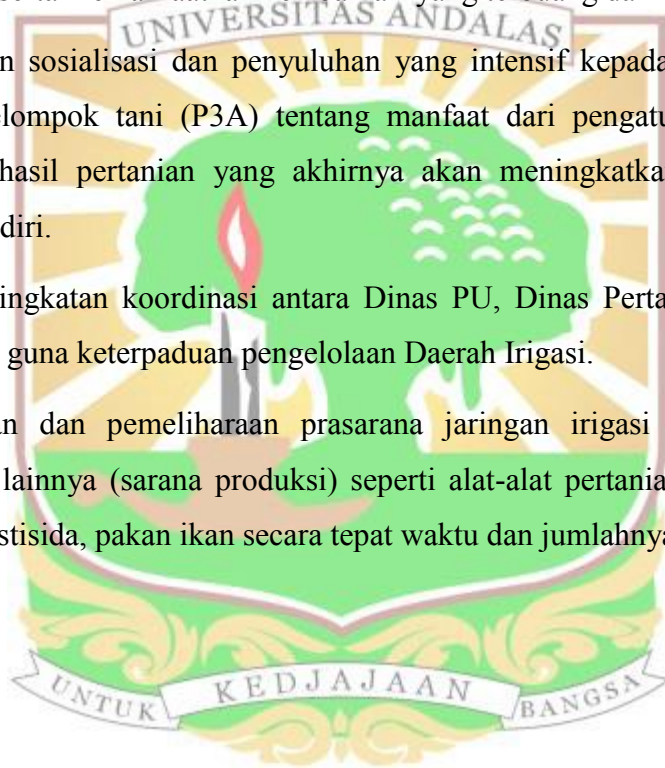 UNIVERSITAS ANDALAS
n sosialisasi dan penyuluhan yang intensif kepada
elompok tani (P3A) tentang manfaat dari pengatu
hasil pertanian yang akhirnya akan meningkatka
diri.
ingkatan koordinasi antara Dinas PU, Dinas Perta
guna keterpaduan pengelolaan Daerah Irigasi.
an dan pemeliharaan prasarana jaringan irigasi
lainnya (sarana produksi) seperti alat-alat pertania
stisida, pakan ikan secara tepat waktu dan jumlahnya
UNTUK KEDJAJAAN BANGSA